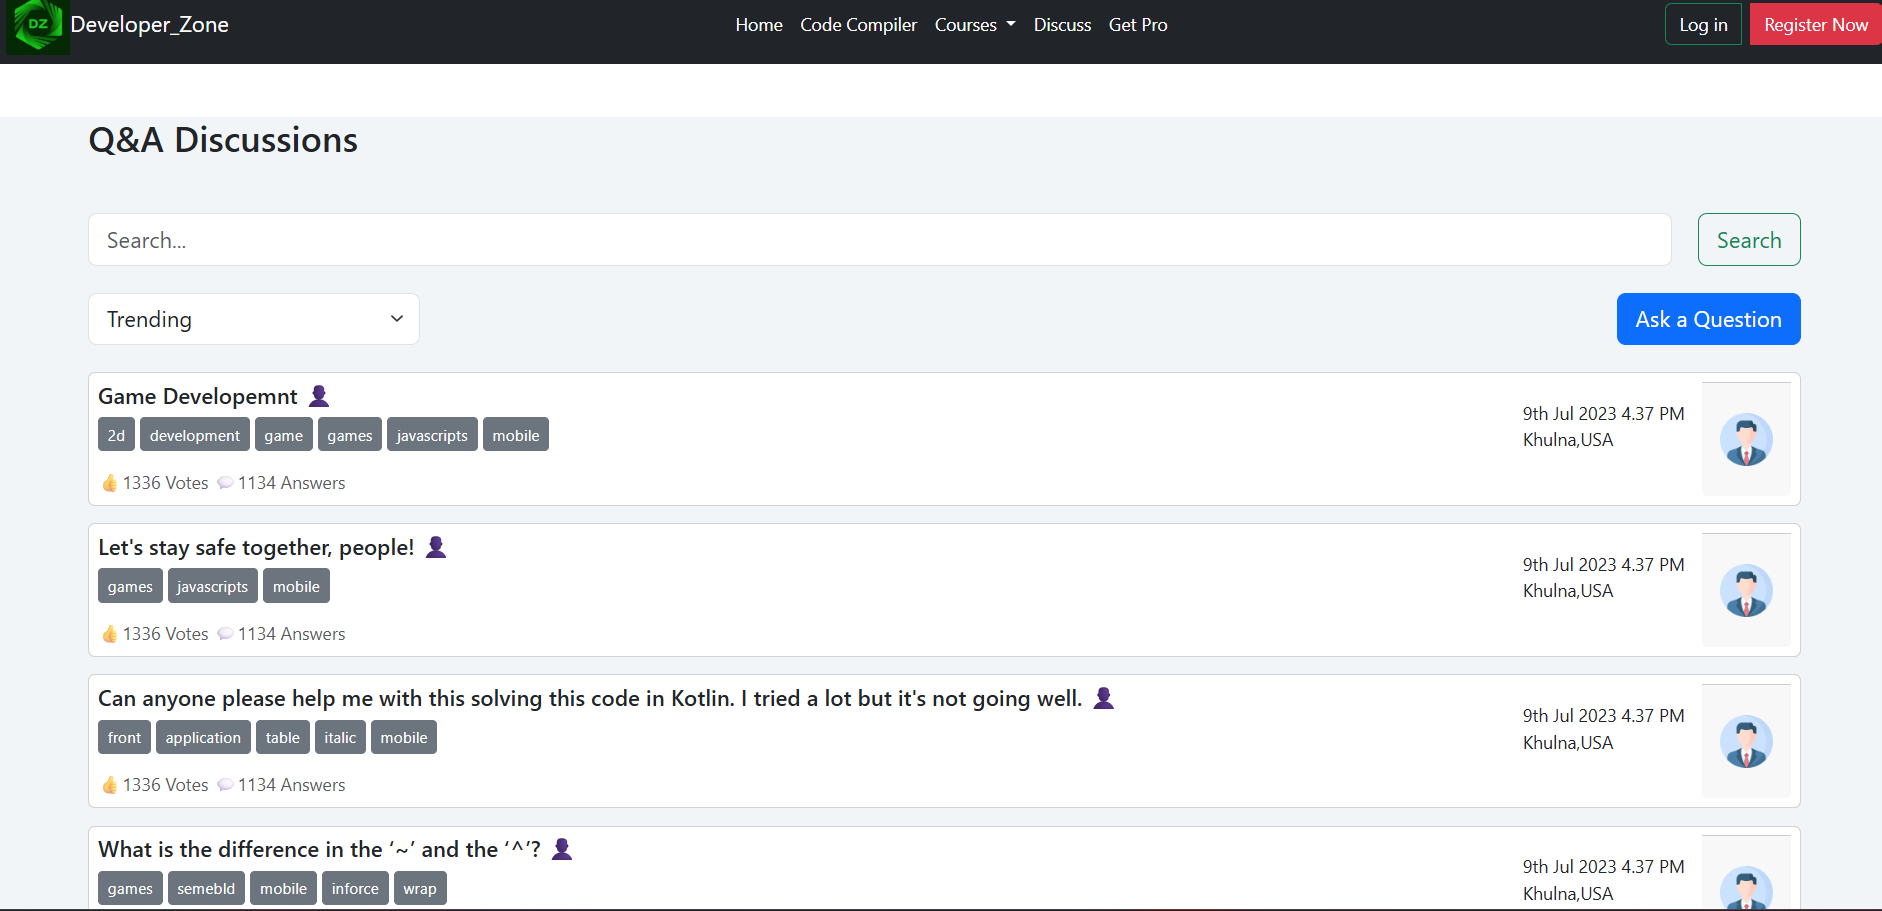 DZ Developer_Zone Home Code Compiler Courses Discuss Get Pro Log in Register Now
Q&A Discussions
Search... Search
Trending Ask a Question
Game Developemnt
2d development game games javascripts mobile
9th Jul 2023 4.37 PM
Khulna,USA
1336 Votes 1134 Answers
Let's stay safe together, people!
games javascripts mobile
9th Jul 2023 4.37 PM
Khulna,USA
1336 Votes 1134 Answers
Can anyone please help me with this solving this code in Kotlin. I tried a lot but it's not going well.
front application table italic mobile
9th Jul 2023 4.37 PM
Khulna,USA
1336 Votes 1134 Answers
What is the difference in the ‘~’ and the ‘^’?
games semebld mobile inforce wrap
9th Jul 2023 4.37 PM
Khulna,USA